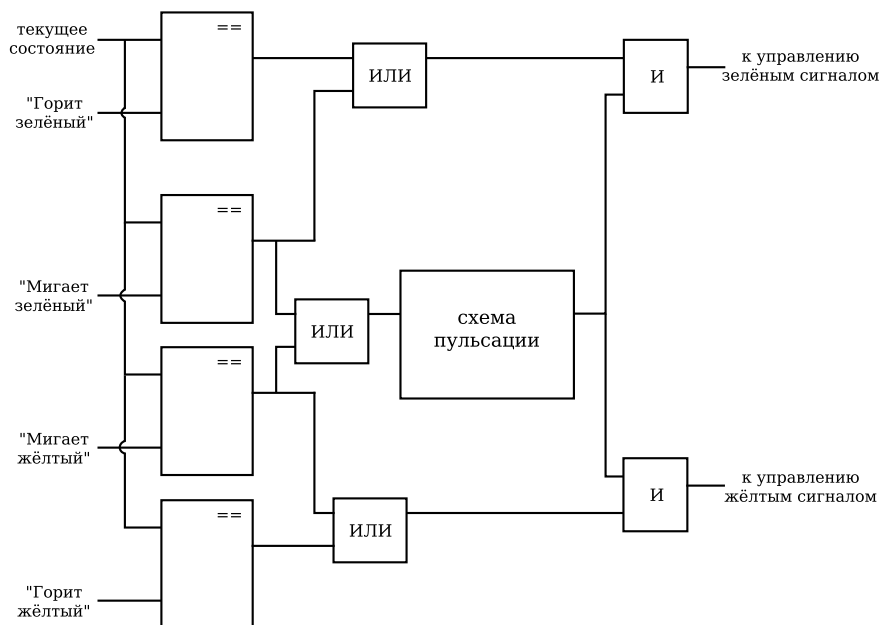 текущее
состояние
==
ИЛИ
И
к управлению
зелёным сигналом
"Горит
зелёный"
==
"Мигает
зелёный"
ИЛИ
схема
пульсации
==
"Мигает
жёлтый"
И
к управлению
жёлтым сигналом
==
ИЛИ
"Горит
жёлтый"